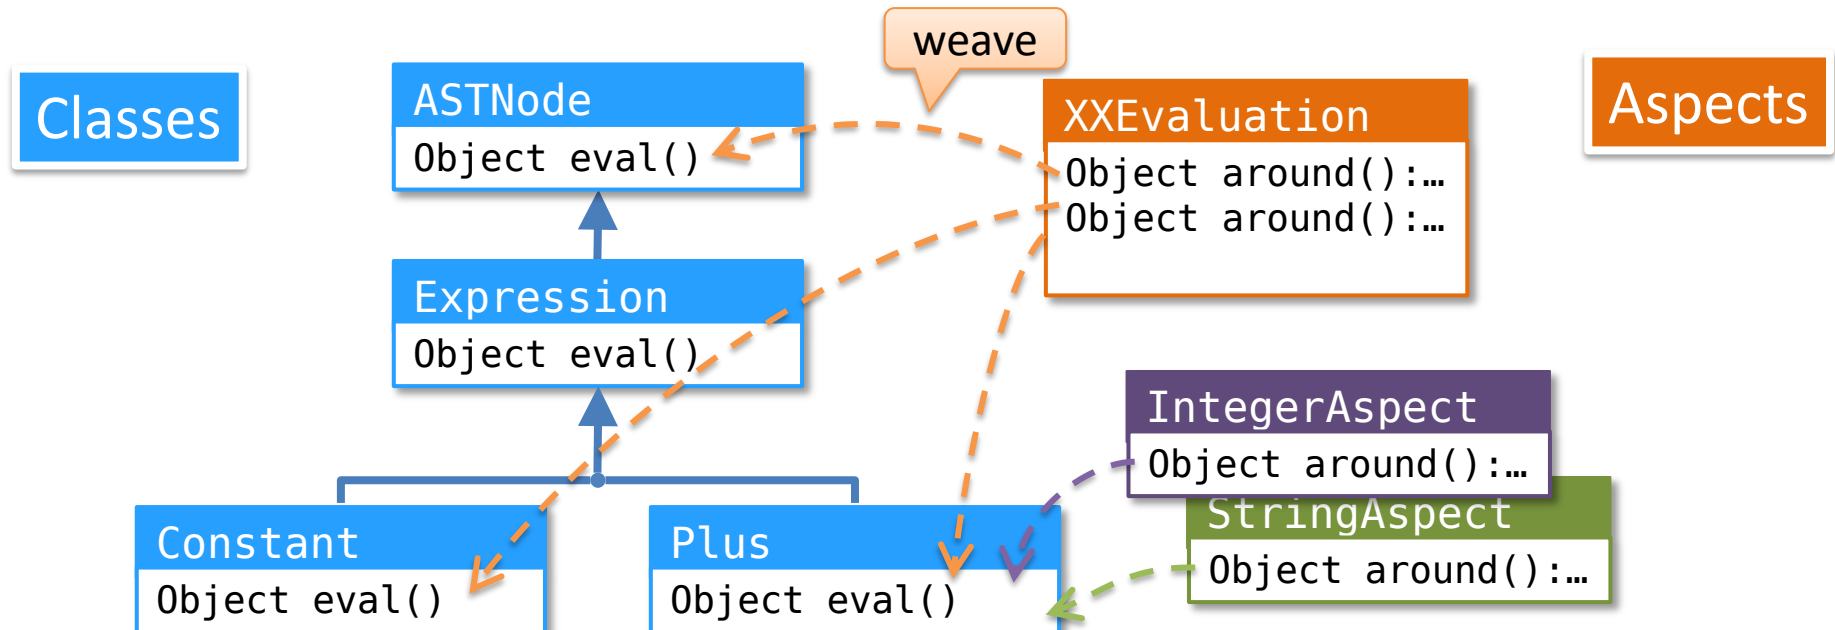 weave
Classes
ASTNode
Object eval()
XXEvaluation
Object around():…
Object around():…
Aspects
Expression
Object eval()
IntegerAspect
Object around():…
StringAspect
Object around():…
Constant
Object eval()
Plus
Object eval()